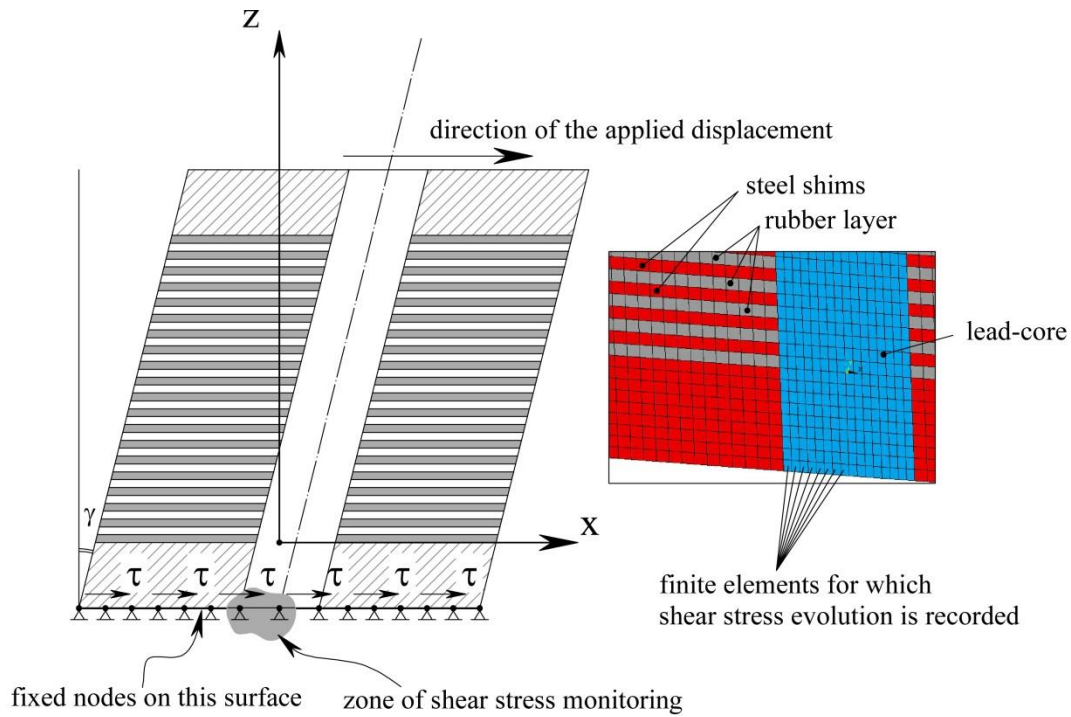 Z
direction of the applied displacement
steel shims
rubber layer
lead-core
γ
X
τ τ τ τ τ τ
finite elements for which
shear stress evolution is recorded
fixed nodes on this surface
zone of shear stress monitoring